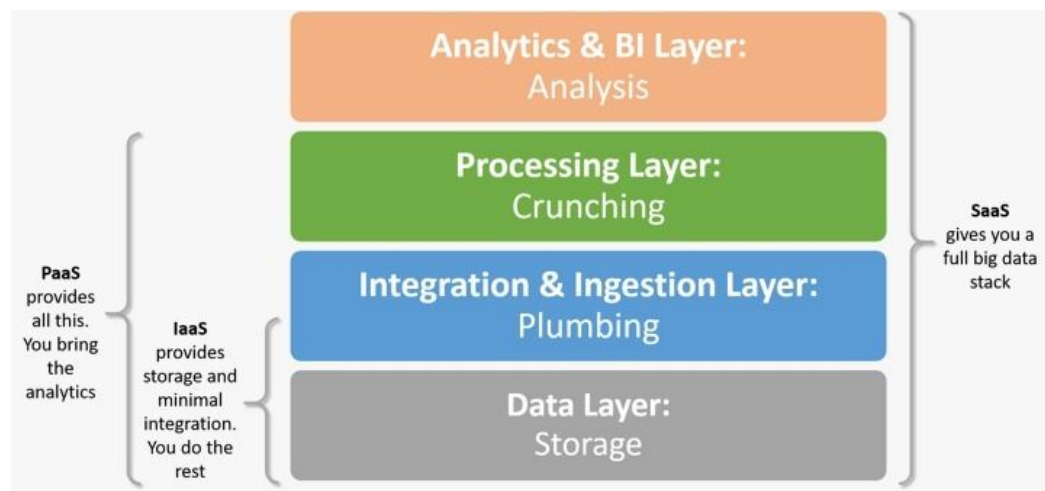 Analytics & BI Layer:
Analysis
Processing Layer:
Crunching
Integration & Ingestion Layer:
Plumbing
Data Layer:
Storage
PaaS
provides
all this.
You bring
the
analytics
IaaS
provides
storage and
minimal
integration.
You do the
rest
SaaS
gives you a
full big data
stack